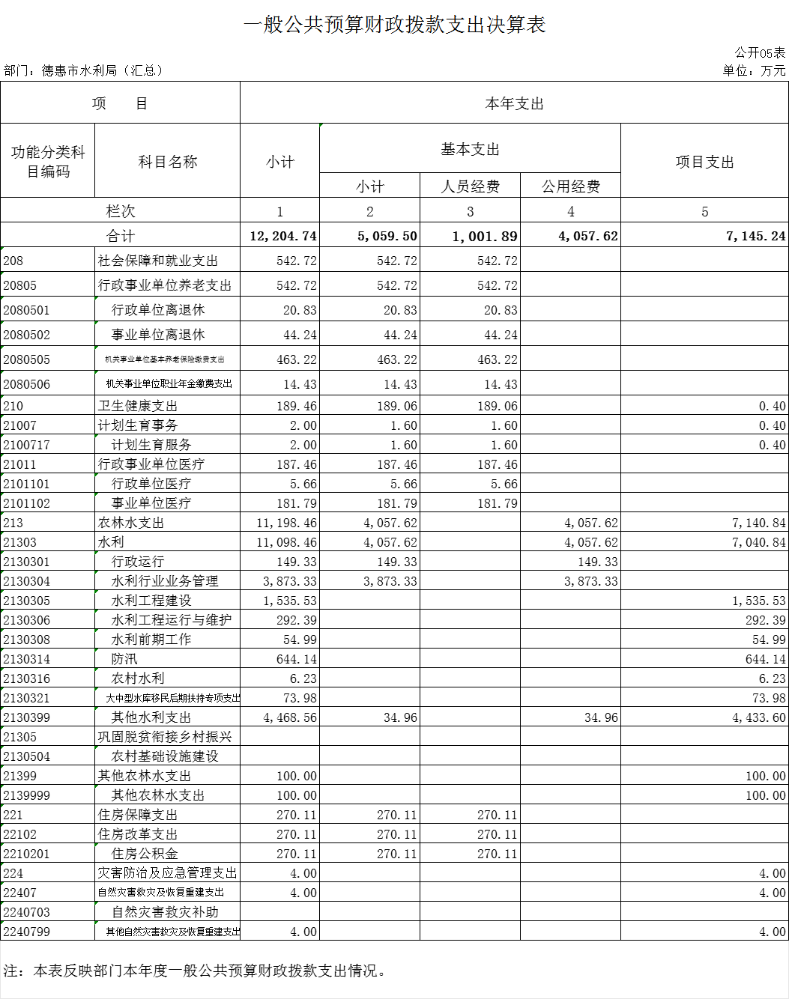 一般公共预算财政拨款支出决算表
公开05表
部门：德惠市水利局（汇总） 单位：万元
项 目 本年支出
功能分类科目编码 科目名称 小计 基本支出 项目支出
小计 人员经费 公用经费
栏次 1 2 3 4 5
合计 12,204.74 5,059.50 1,001.89 4,057.62 7,145.24
208 社会保障和就业支出 542.72 542.72 542.72
20805 行政事业单位养老支出 542.72 542.72 542.72
2080501 行政单位离退休 20.83 20.83 20.83
2080502 事业单位离退休 44.24 44.24 44.24
2080505 机关事业单位基本养老保险缴费支出 463.22 463.22 463.22
2080506 机关事业单位职业年金缴费支出 14.43 14.43 14.43
210 卫生健康支出 189.46 189.06 189.06 0.40
21007 计划生育事务 2.00 1.60 1.60 0.40
2100717 计划生育服务 2.00 1.60 1.60 0.40
21011 行政事业单位医疗 187.46 187.46 187.46
2101101 行政单位医疗 5.66 5.66 5.66
2101102 事业单位医疗 181.79 181.79 181.79
213 农林水支出 11,198.46 4,057.62 4,057.62 7,140.84
21303 水利 11,098.46 4,057.62 4,057.62 7,040.84
2130301 行政运行 149.33 149.33 149.33
2130304 水利行业业务管理 3,873.33 3,873.33 3,873.33
2130305 水利工程建设 1,535.53 1,535.53
2130306 水利工程运行与维护 292.39 292.39
2130308 水利前期工作 54.99 54.99
2130314 防汛 644.14 644.14
2130316 农村水利 6.23 6.23
2130321 大中型水库移民后期扶持专项支出 73.98 73.98
2130399 其他水利支出 4,468.56 34.96 34.96 4,433.60
21305 巩固脱贫衔接乡村振兴
2130504 农村基础设施建设
21399 其他农林水支出 100.00 100.00
2139999 其他农林水支出 100.00 100.00
221 住房保障支出 270.11 270.11 270.11
22102 住房改革支出 270.11 270.11 270.11
2210201 住房公积金 270.11 270.11 270.11
224 灾害防治及应急管理支出 4.00 4.00
22407 自然灾害救灾及恢复重建支出 4.00 4.00
2240703 自然灾害救灾补助
2240799 其他自然灾害救灾及恢复重建支出 4.00 4.00
注：本表反映部门本年度一般公共预算财政拨款支出情况。